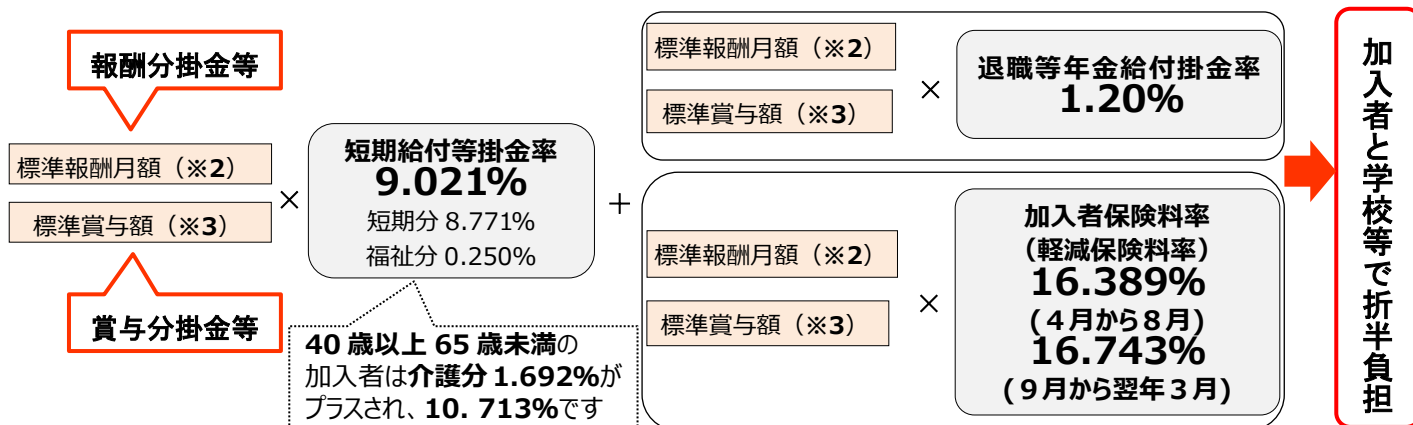 報酬分掛金等
標準報酬月額（※2）
標準賞与額（※3）
賞与分掛金等
×
短期給付等掛金率
9.021%
短期分 8.771%
福祉分 0.250%
40 歳以上 65 歳未満の
加入者は介護分 1.692%が
プラスされ、10. 713%です
＋
標準報酬月額（※2）
標準賞与額（※3）
×
退職等年金給付掛金率
1.20%
標準報酬月額（※2）
標準賞与額（※3）
×
加入者保険料率
（軽減保険料率）
16.389%
(４月から８月)
16.743%
(９月から翌年３月)
加入者と学校等で折半負担